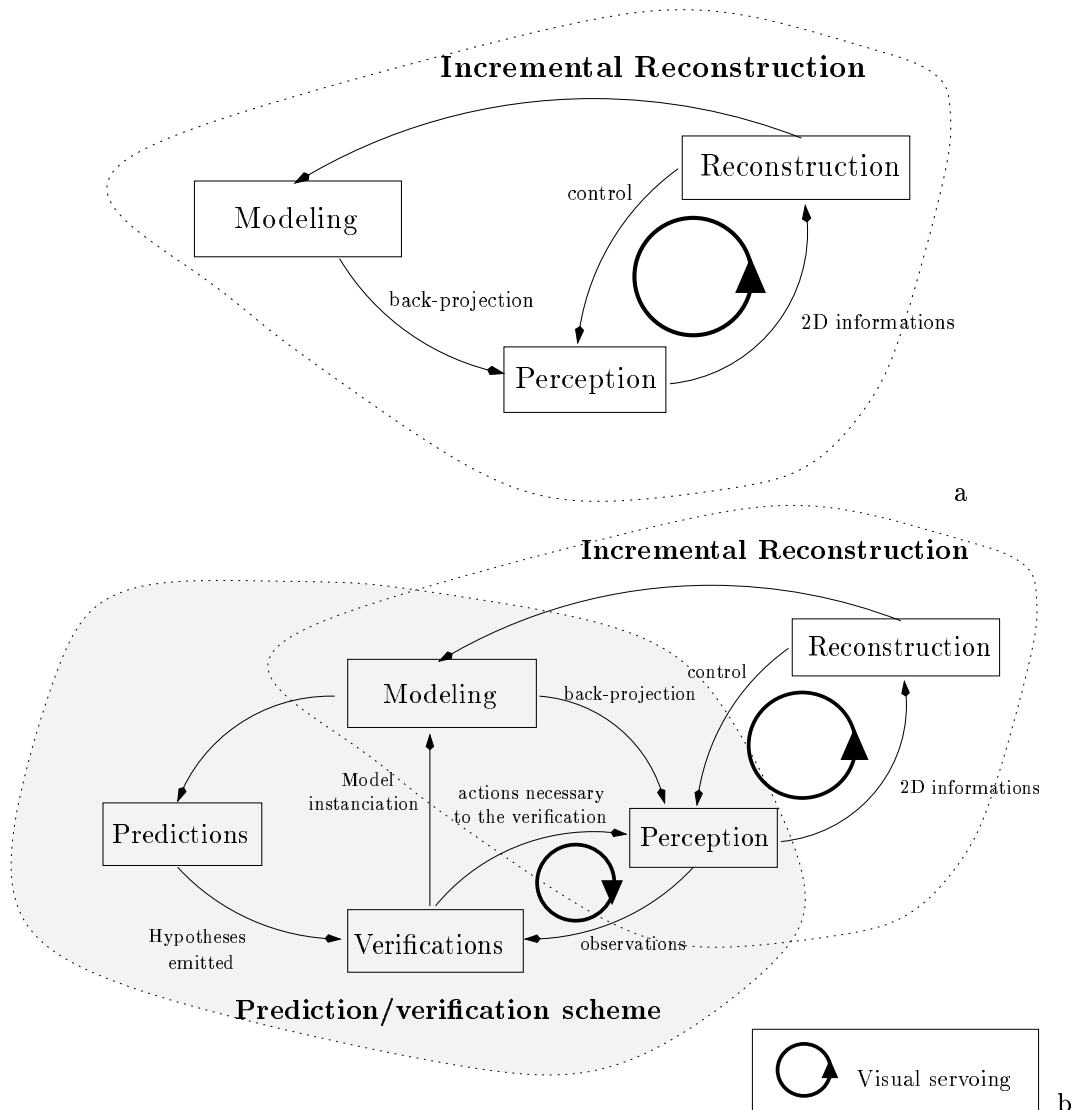 Incremental Reconstruction
Reconstruction
control
Modeling
back-projection
2D informations
Perception
a
Incremental Reconstruction
Reconstruction
control
Modeling
back-projection
Model
instanciation
actions necessary
to the verification
2D informations
Predictions
Perception
Hypotheses
emitted
Verifications
observations
Prediction/verification scheme
Visual servoing
b